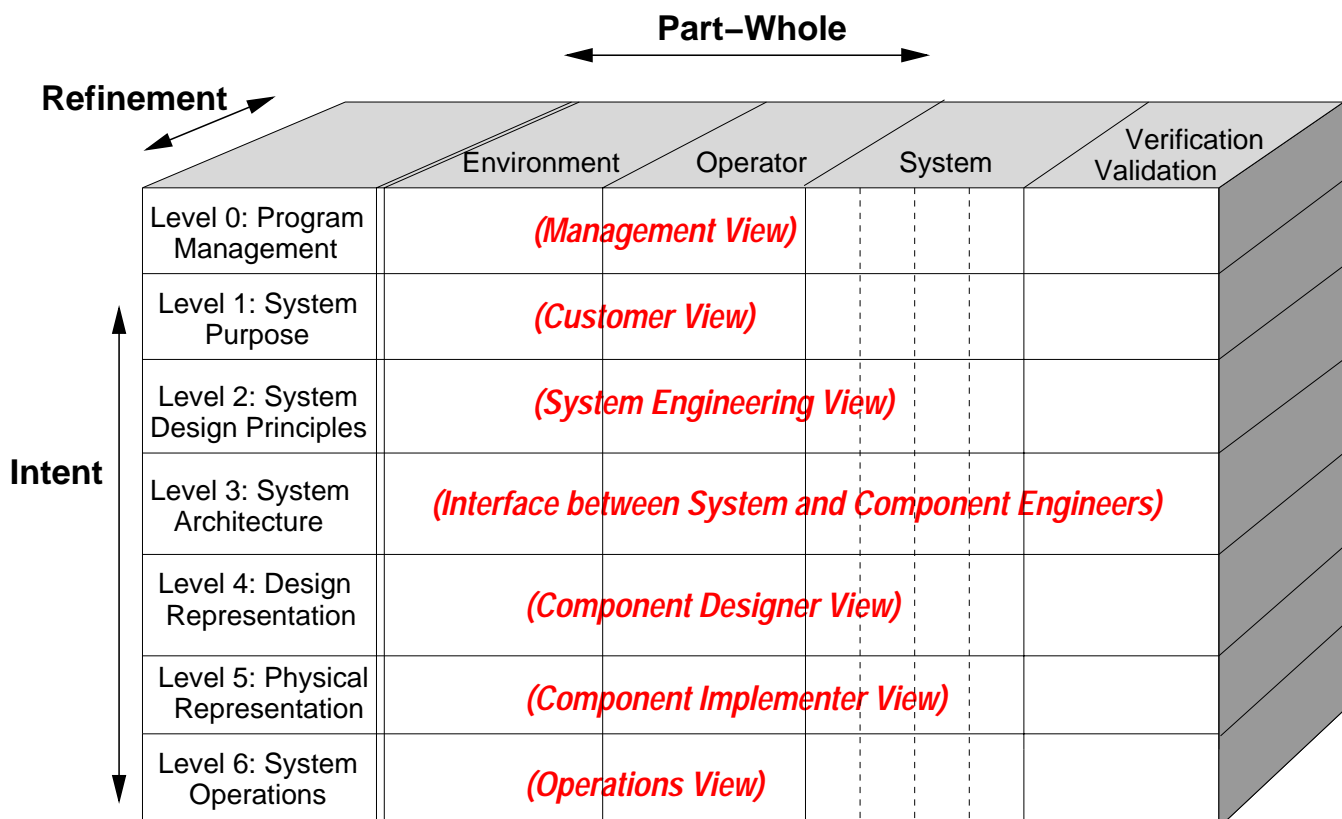 Part–Whole
Refinement
Verification
Environment Operator System Validation
Level 0: Program
Management
(Management View)
Level 1: System
Purpose
(Customer View)
Level 2: System
Design Principles
(System Engineering View)
Intent
Level 3: System
Architecture
(Interface between System and Component Engineers)
Level 4: Design
Representation
(Component Designer View)
Level 5: Physical
Representation
(Component Implementer View)
Level 6: System
Operations
(Operations View)